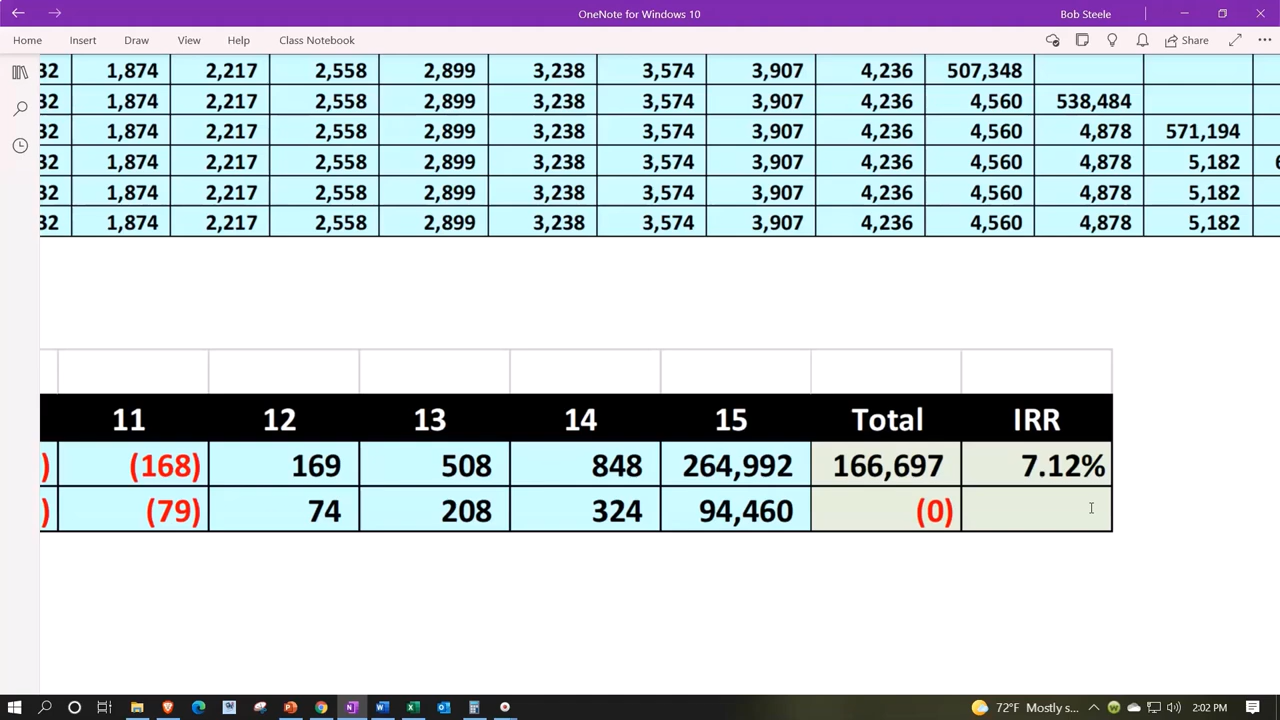 OneNote for Windows 10
Bob Steele
Home Insert Draw View Help Class Notebook
Share
32 1,874 2,217 2,558 2,899 3,238 3,574 3,907 4,236 507,348
32 1,874 2,217 2,558 2,899 3,238 3,574 3,907 4,236 4,560 538,484
32 1,874 2,217 2,558 2,899 3,238 3,574 3,907 4,236 4,560 4,878 571,194
32 1,874 2,217 2,558 2,899 3,238 3,574 3,907 4,236 4,560 4,878 5,182 6
32 1,874 2,217 2,558 2,899 3,238 3,574 3,907 4,236 4,560 4,878 5,182
32 1,874 2,217 2,558 2,899 3,238 3,574 3,907 4,236 4,560 4,878 5,182
11 12 13 14 15 Total IRR
) (168) 169 508 848 264,992 166,697 7.12%
) (79) 74 208 324 94,460 (0)
72°F Mostly s... 2:02 PM